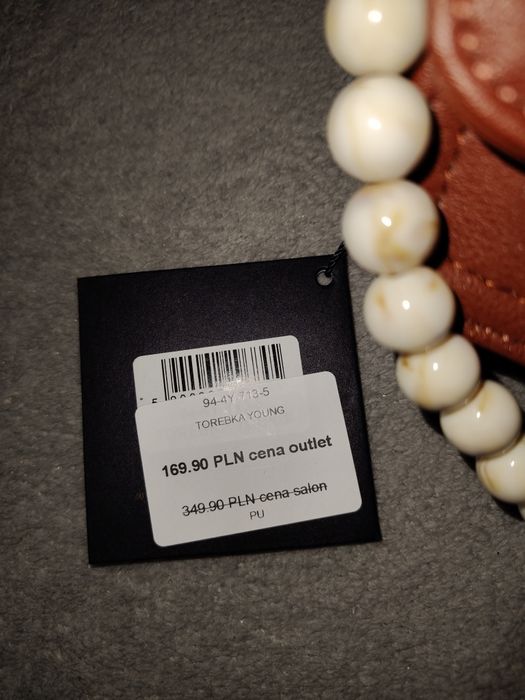 94-4Y-713-5
TOREBKA YOUNG
169.90 PLN cena outlet
349.90 PLN cena salon
PU